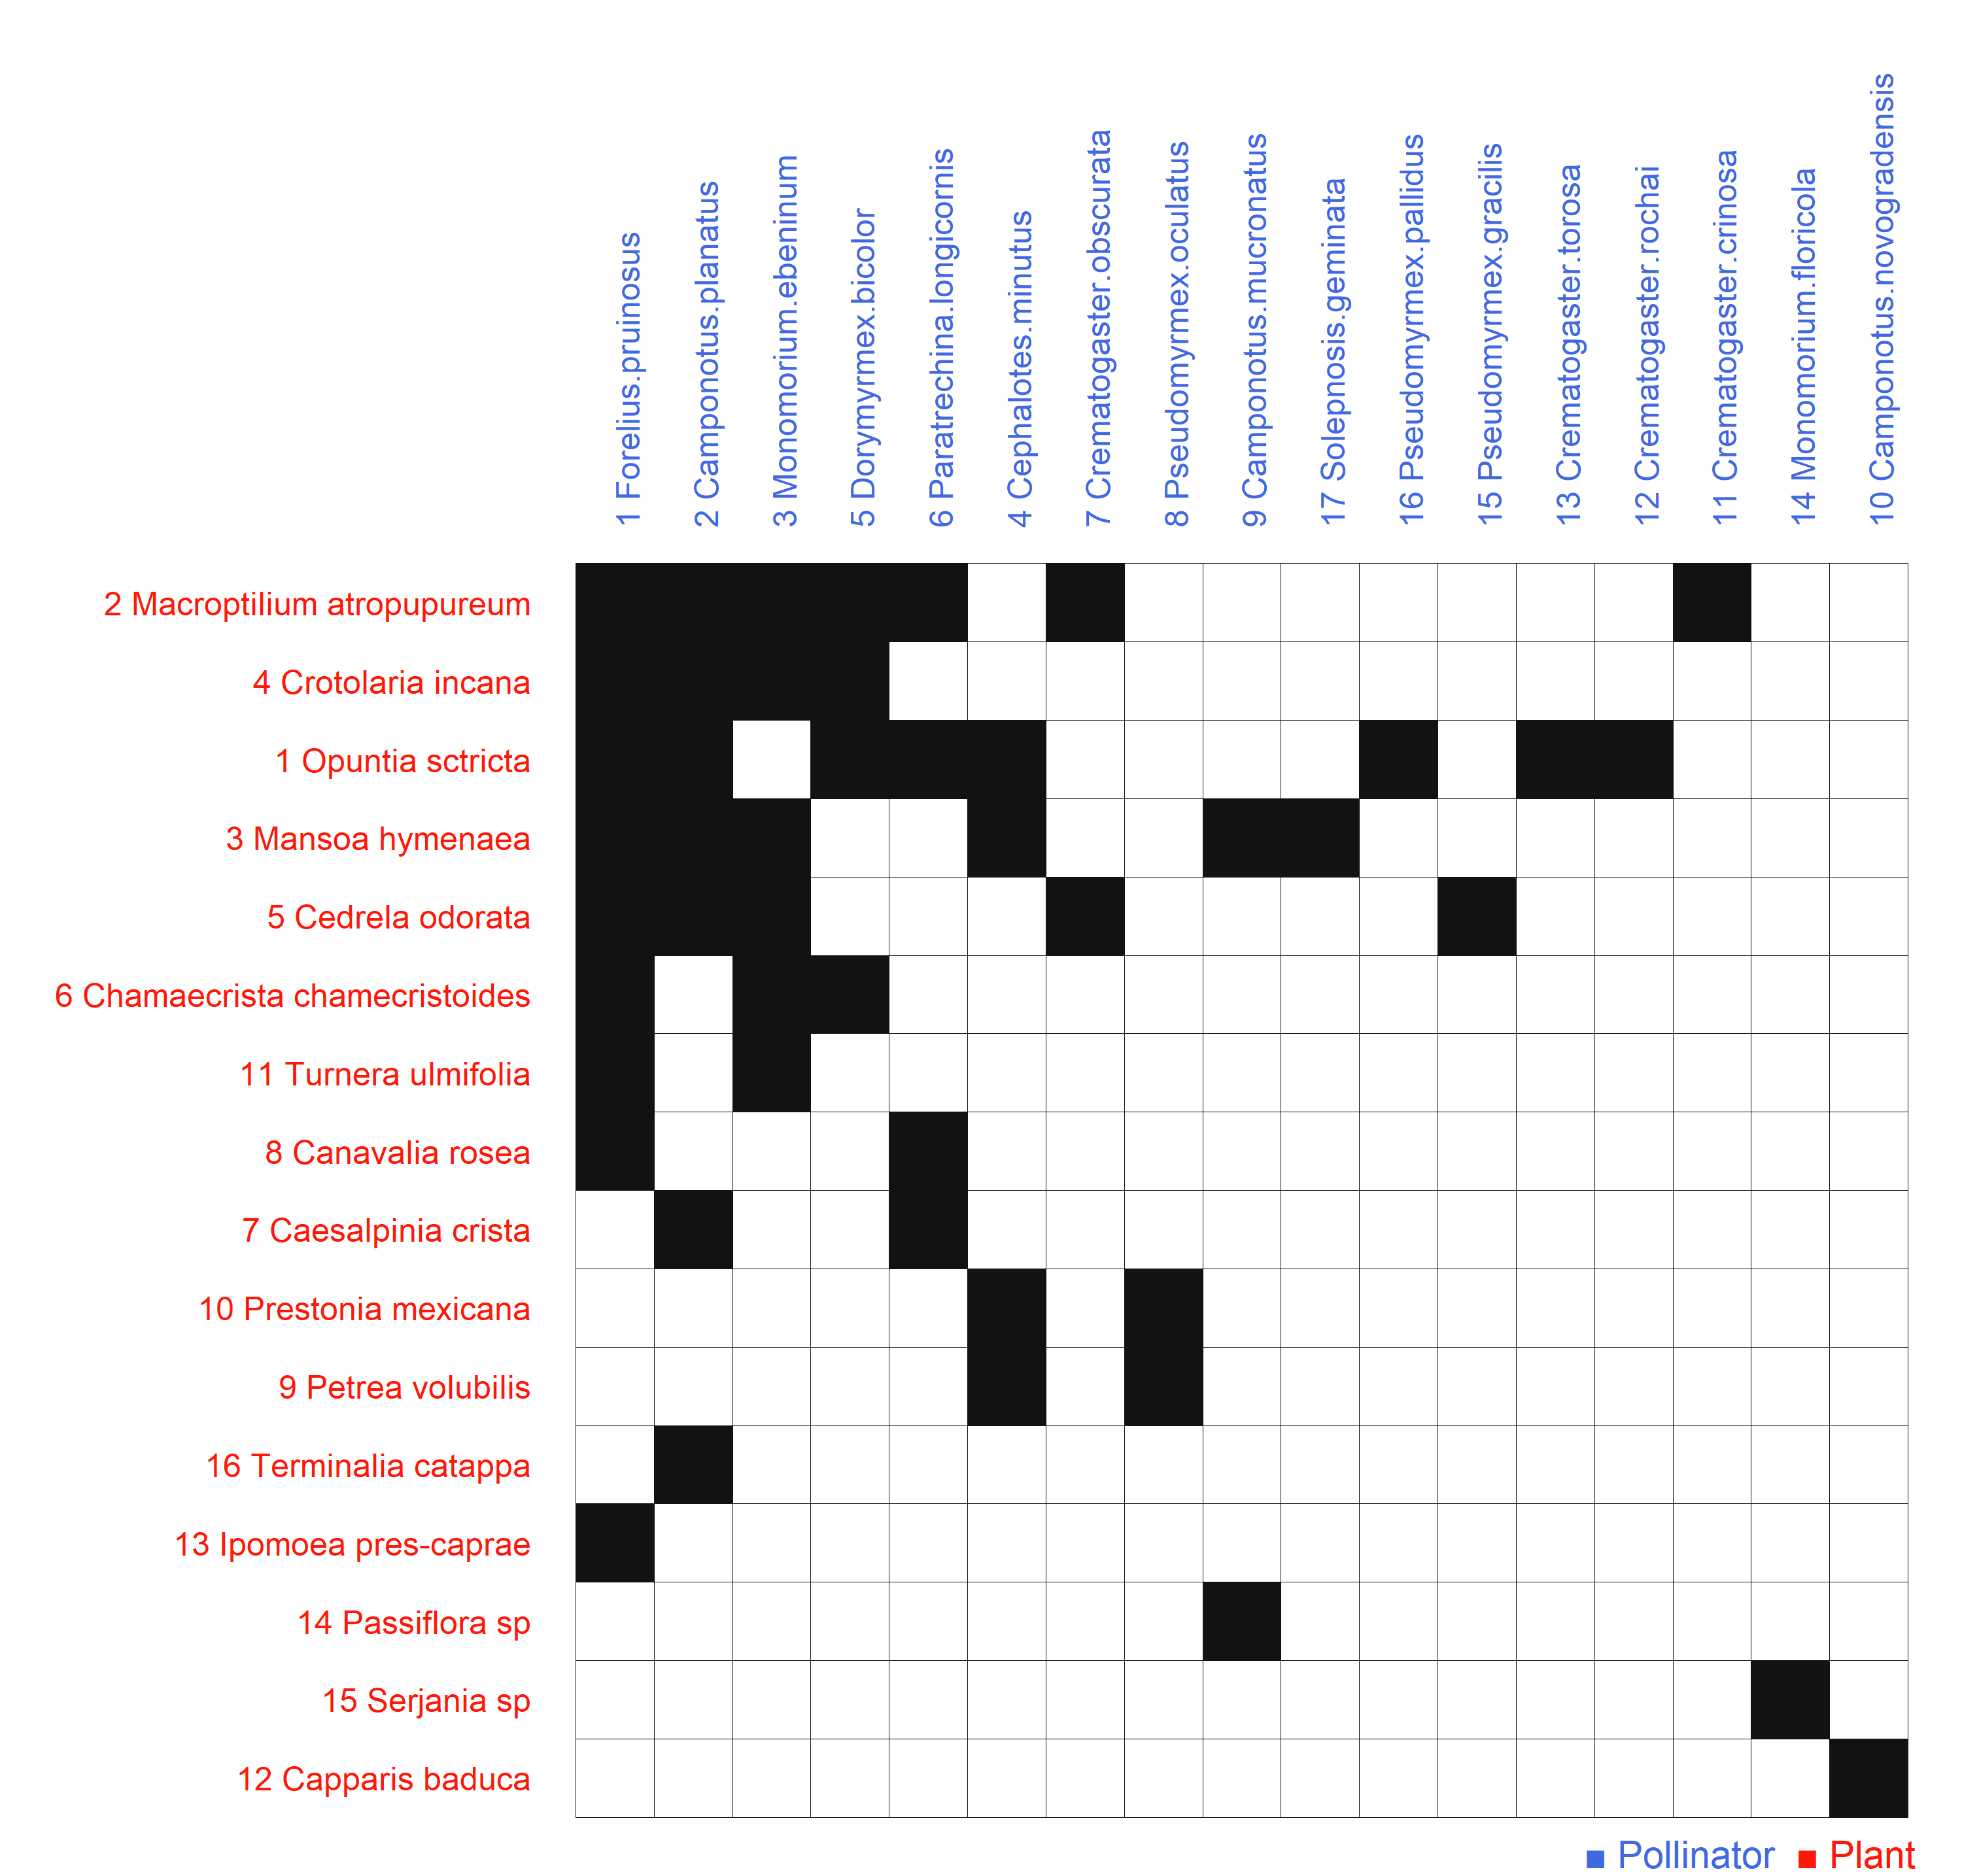 1 Forelius.pruinosus
2 Camponotus.planatus
3 Monomorium.ebeninum
5 Dorymyrmex.bicolor
6 Paratrechina.longicornis
4 Cephalotes.minutus
7 Crematogaster.obscurata
8 Pseudomyrmex.oculatus
9 Camponotus.mucronatus
17 Solepnosis.geminata
16 Pseudomyrmex.pallidus
15 Pseudomyrmex.gracilis
13 Crematogaster.torosa
12 Crematogaster.rochai
11 Crematogaster.crinosa
14 Monomorium.floricola
10 Camponotus.novogradensis
2 Macroptilium atropupureum
4 Crotolaria incana
1 Opuntia sctricta
3 Mansoa hymenaea
5 Cedrela odorata
6 Chamaecrista chamecristoides
11 Turnera ulmifolia
8 Canavalia rosea
7 Caesalpinia crista
10 Prestonia mexicana
9 Petrea volubilis
16 Terminalia catappa
13 Ipomoea pres-caprae
14 Passiflora sp
15 Serjania sp
12 Capparis baduca
Pollinator Plant